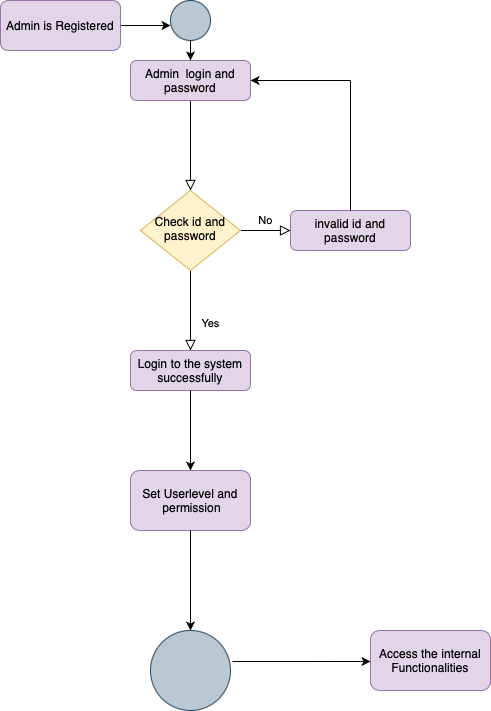 Admin is Registered
Admin  login and
password
Check id and
password
No
invalid id and
password
Yes
Login to the system
successfully
Set Userlevel and
permission
Access the internal
Functionalities